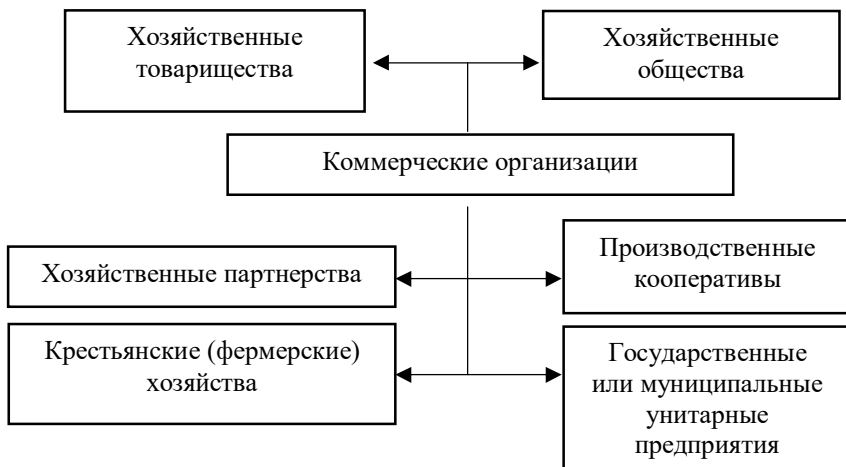 Хозяйственные
товарищества
Хозяйственные
общества
Коммерческие организации
Хозяйственные партнерства
Производственные
кооперативы
Крестьянские (фермерские)
хозяйства
Государственные
или муниципальные
унитарные
предприятия